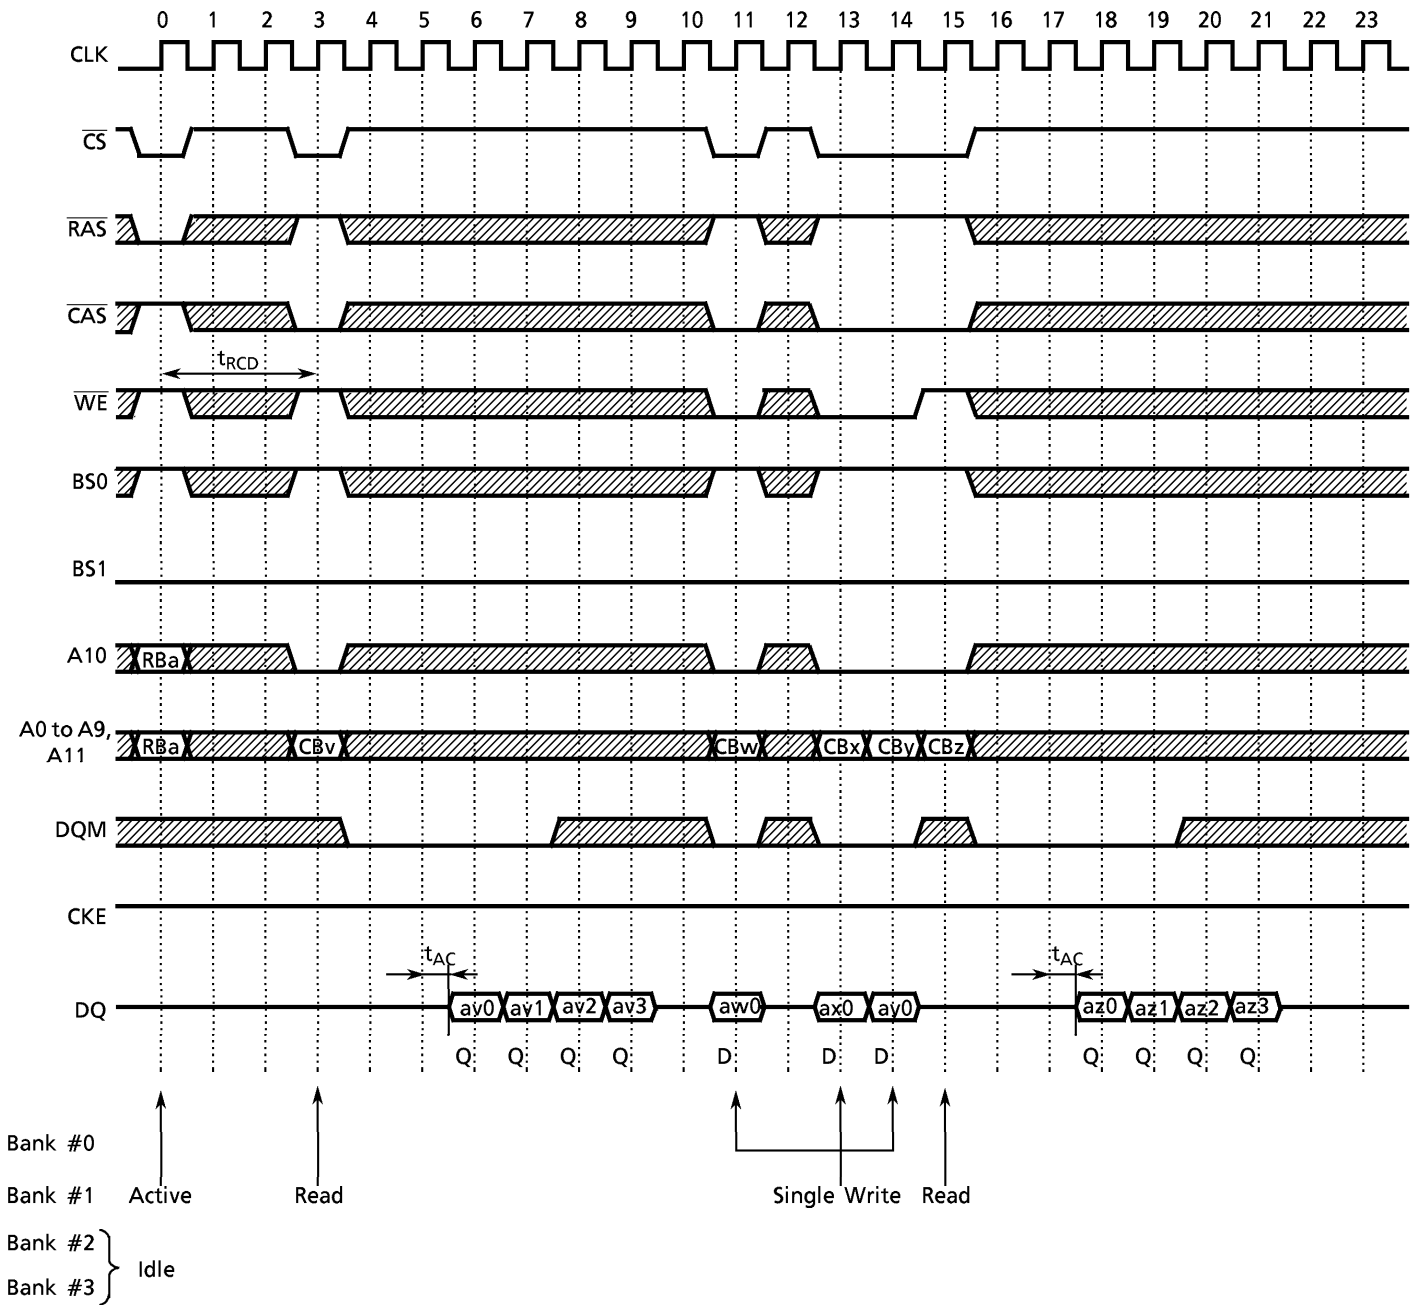 0 1 2 3 4 5 6 7 8 9 10 11 12 13 14 15 16 17 18 19 20 21 22 23
CLK
CS
RAS
CAS
tRCD
WE
BS0
BS1
A10 RBa
A0 to A9,
A11 RBa CBv CBw CBx CBy CBz
DQM
CKE
tAC tAC
DQ av0 av1 av2 av3 aw0 ax0 ay0 az0 az1 az2 az3
Q Q Q Q D D D Q Q Q Q
Bank #0
Bank #1 Active Read Single Write Read
Bank #2
Idle
Bank #3